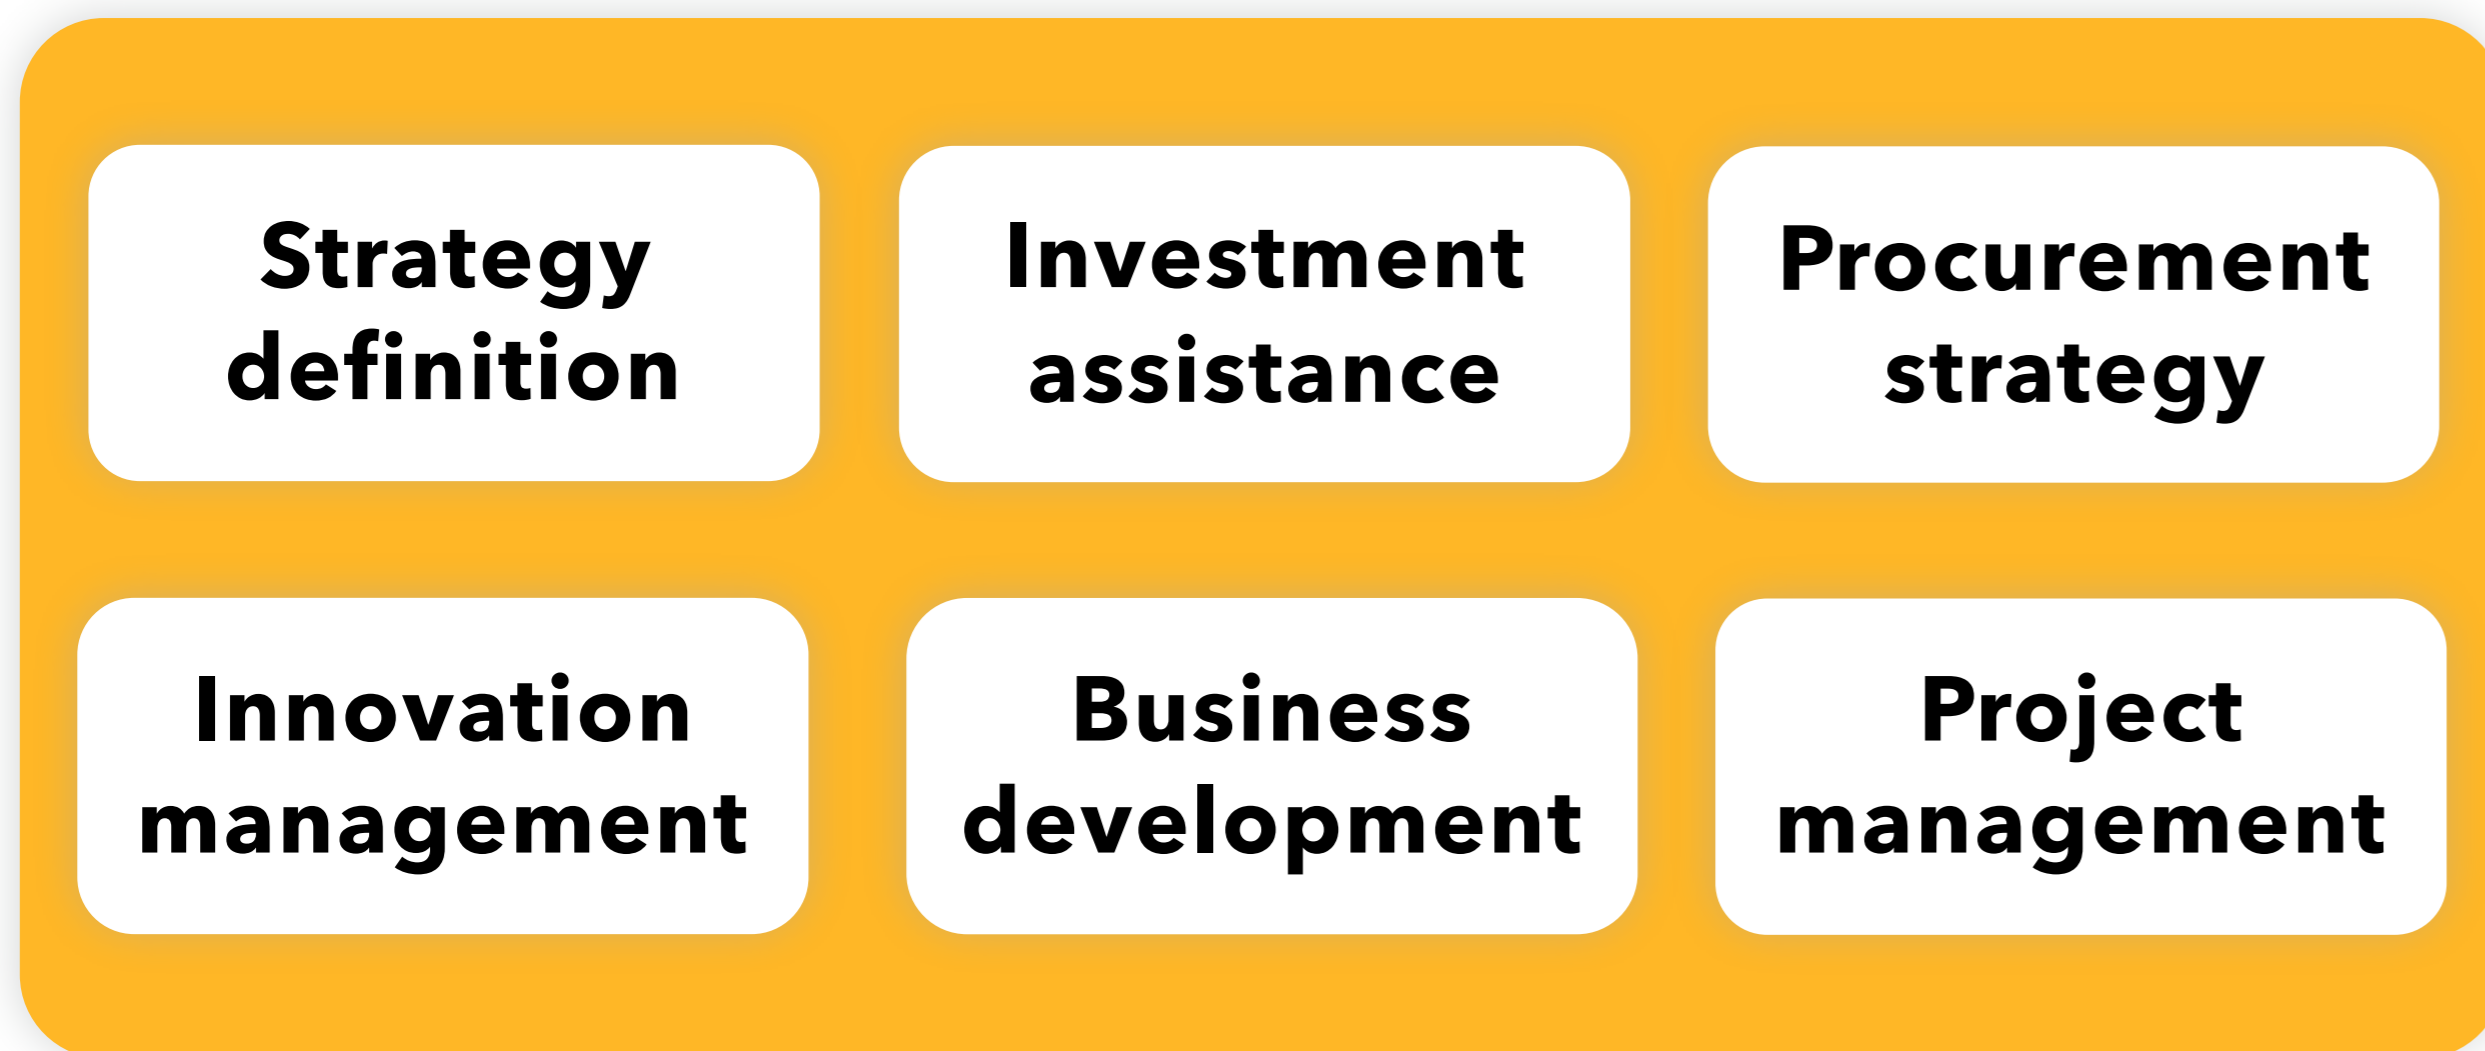 Strategy
definition
Investment
assistance
Procurement
strategy
Innovation
management
Business
development
Project
management